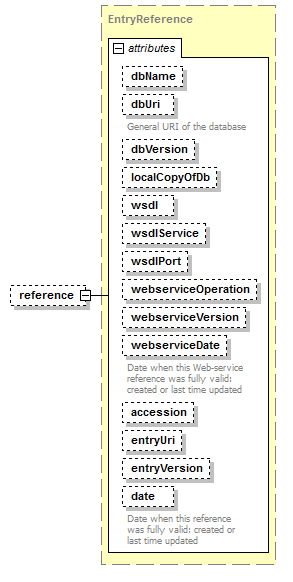 EntryReference
attributes
dbName
dbUri
General URI of the database
dbVersion
localCopyOfDb
wsdl
wsdlService
wsdlPort
reference
webserviceOperation
webserviceVersion
webserviceDate
Date when this Web-service
reference was fully valid:
created or last time updated
accession
entryUri
entryVersion
date
Date when this reference
was fully valid: created or
last time updated